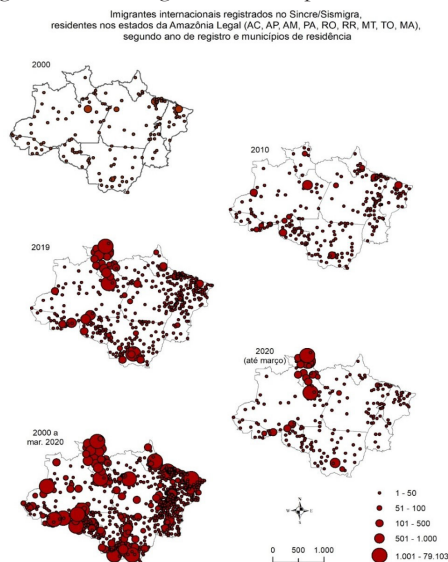 Imigrantes internacionais registrados no Sincre/Sismigra,
residentes nos estados da Amazônia Legal (AC, AP, AM, PA, RO, RR, MT, TO, MA),
segundo ano de registro e municípios de residência
2000
2010
2019
2020
(até março)
2000 a
mar. 2020
N
W
E
S
0 500 1.000
1 - 50
51 - 100
101 - 500
501 - 1.000
1.001 - 79.103